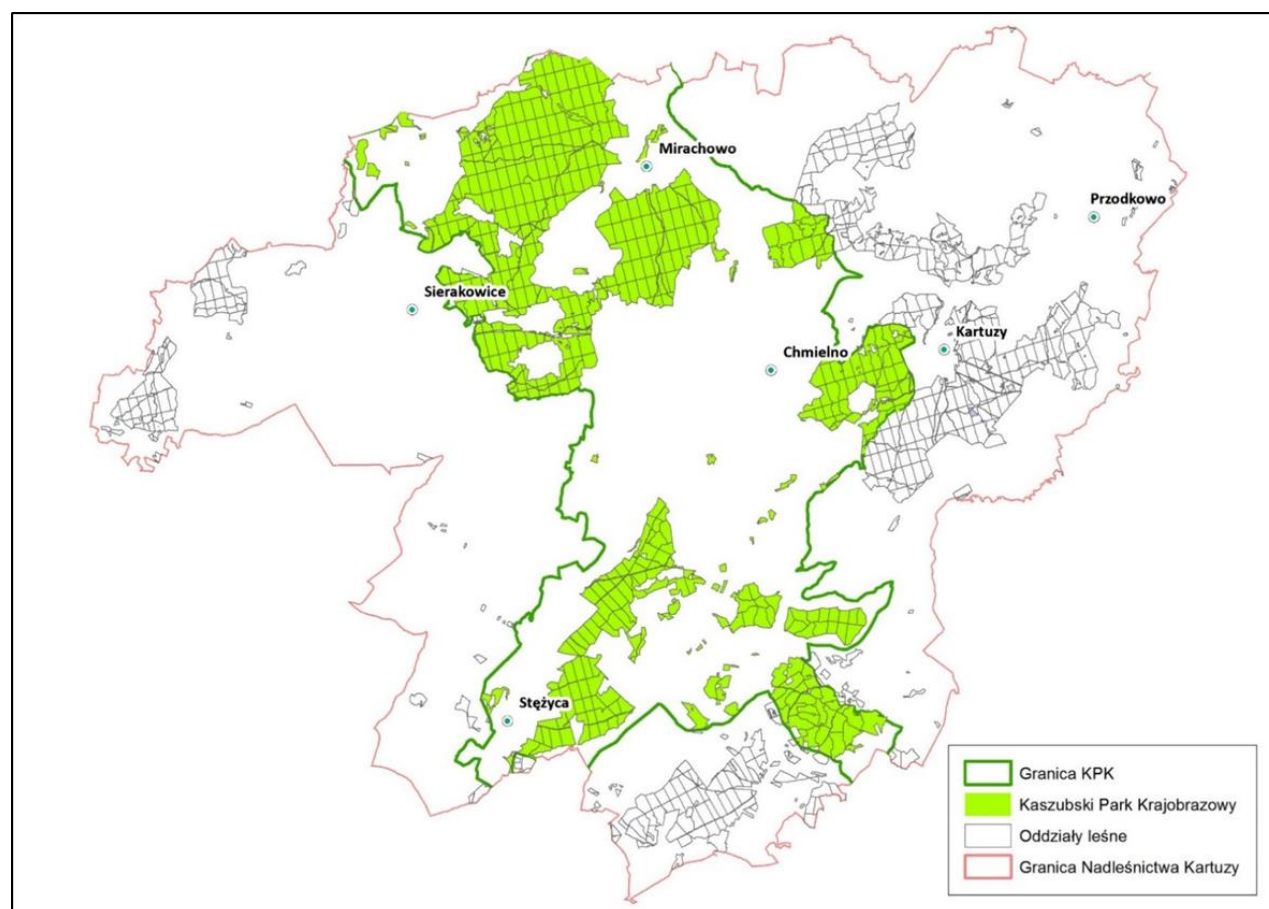 Mirachowo
Przodkowo
Sierakowice
Kartuzy
Chmielno
Stężyca
Granica KPK
Kaszubski Park Krajobrazowy
Oddziały leśne
Granica Nadleśnictwa Kartuzy